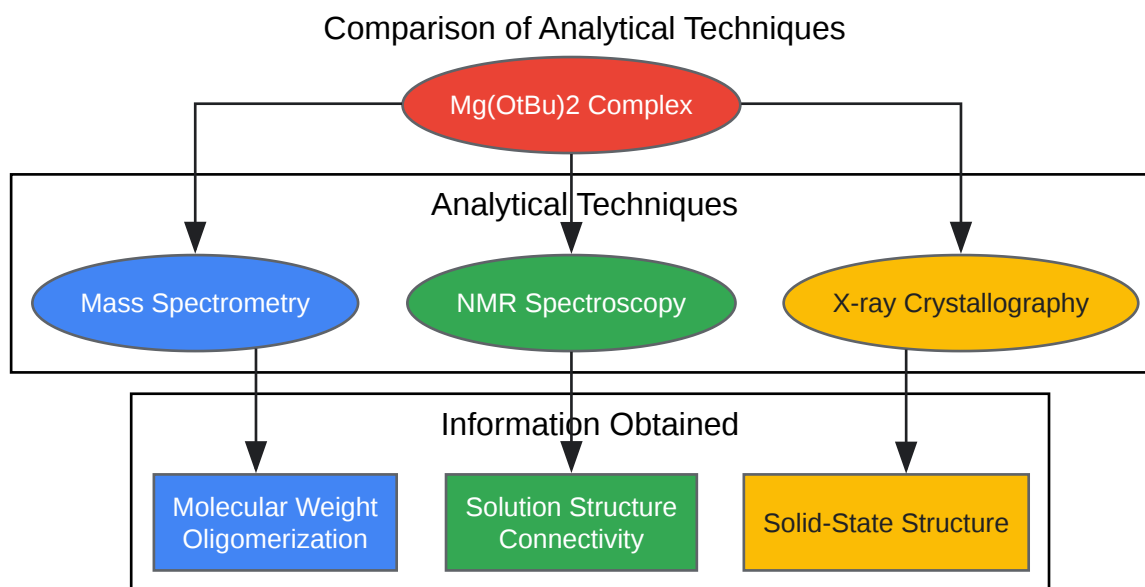 Comparison of Analytical Techniques
Mg(OtBu)2 Complex
Analytical Techniques
Mass Spectrometry
NMR Spectroscopy
X-ray Crystallography
Information Obtained
Molecular Weight
Oligomerization
Solution Structure
Connectivity
Solid-State Structure